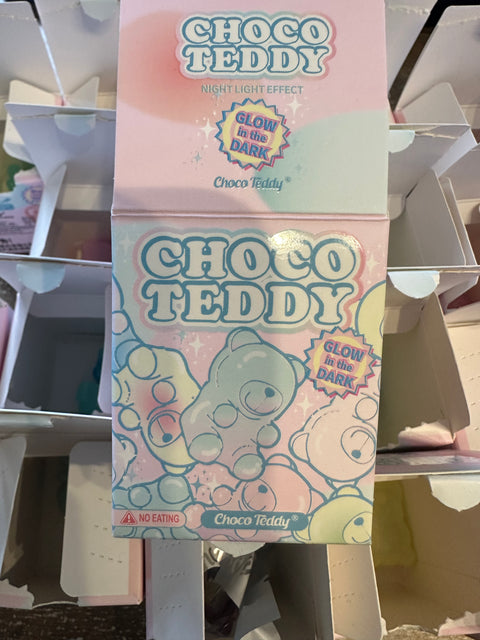 CHOCO
TEDDY
NIGHT LIGHT EFFECT
GLOW
in the
DARK
Choco Teddy®
CHOCO
TEDDY
GLOW
in the
DARK
NO EATING
Choco Teddy®